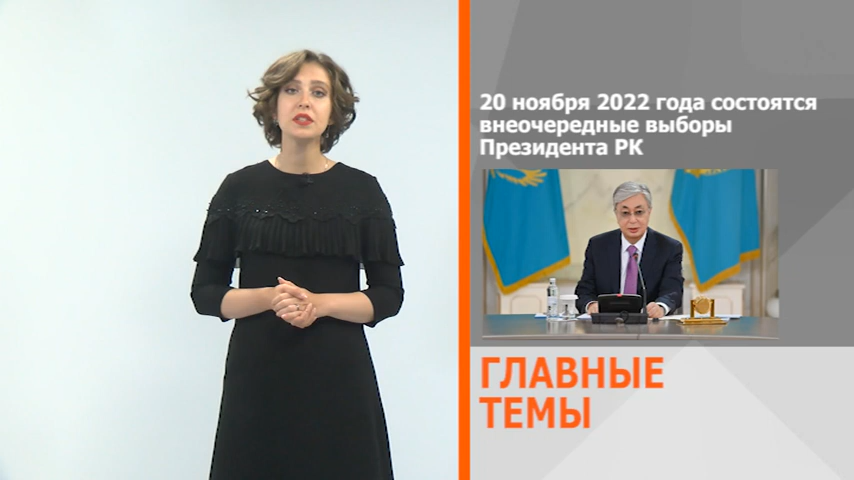 20 ноября 2022 года состоятся
внеочередные выборы
Президента РК
ГЛАВНЫЕ
ТЕМЫ